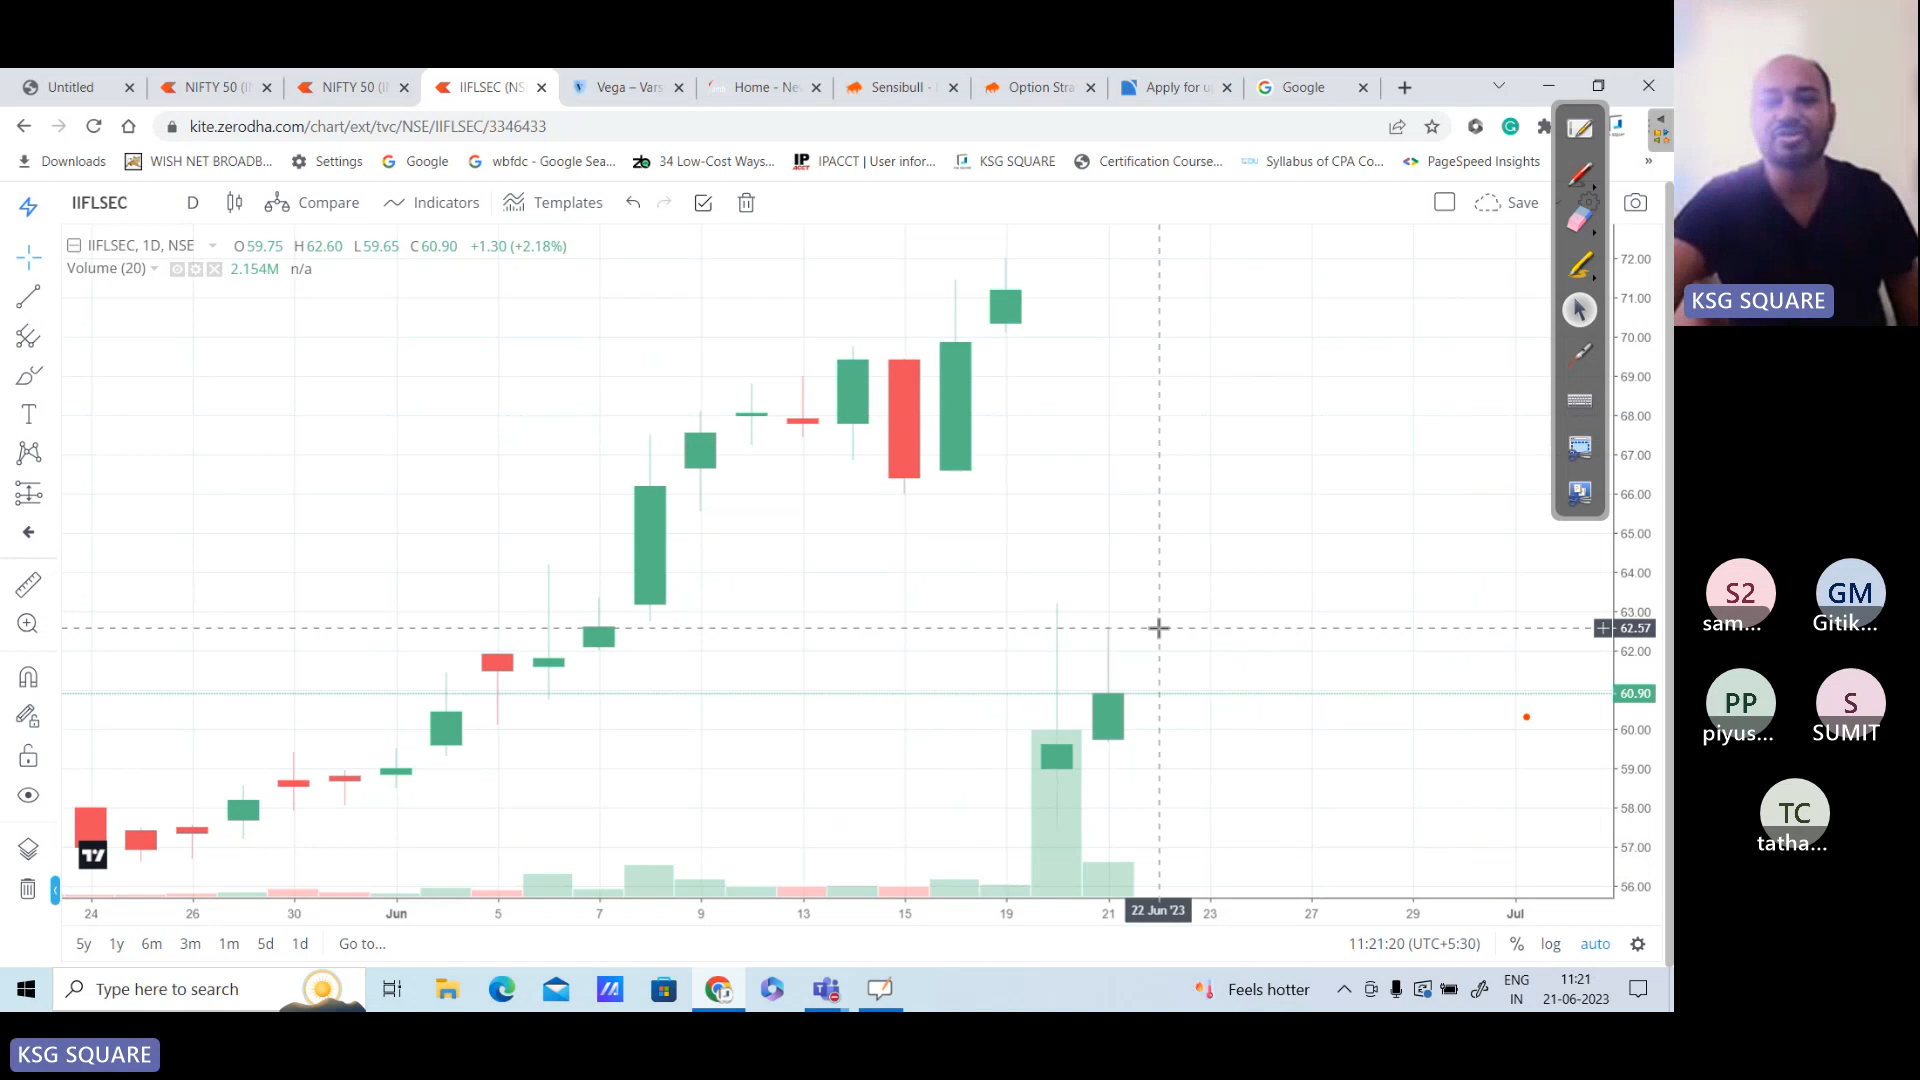 Untitled
NIFTY 50 (I
NIFTY 50 (I
IIFLSEC (NS
Vega – Vars
Home - Ne
Sensibull -
Option Stra
Apply for u
Google
kite.zerodha.com/chart/ext/tvc/NSE/IIFLSEC/3346433
Downloads
WISH NET BROADB...
Settings
Google
wbfdc - Google Sea...
34 Low-Cost Ways...
IPACCT | User infor...
KSG SQUARE
Certification Course...
Syllabus of CPA Co...
PageSpeed Insights
»
IIFLSEC
D
Compare
Indicators
Templates
Save
IIFLSEC, 1D, NSE O59.75 H62.60 L59.65 C60.90 +1.30 (+2.18%)
Volume (20) 2.154M n/a
72.00
71.00
70.00
69.00
68.00
67.00
66.00
65.00
64.00
63.00
62.57
62.00
60.90
60.00
59.00
58.00
57.00
56.00
24 26 30 Jun 5 7 9 13 15 19 21 22 Jun '23 23 27 29 Jul
5y 1y 6m 3m 1m 5d 1d Go to...
11:21:20 (UTC+5:30) % log auto
Type here to search
Feels hotter
ENG
IN
11:21
21-06-2023
KSG SQUARE
S2
sam...
GM
Gitik...
PP
piyus...
S
SUMIT
TC
tatha...
KSG SQUARE